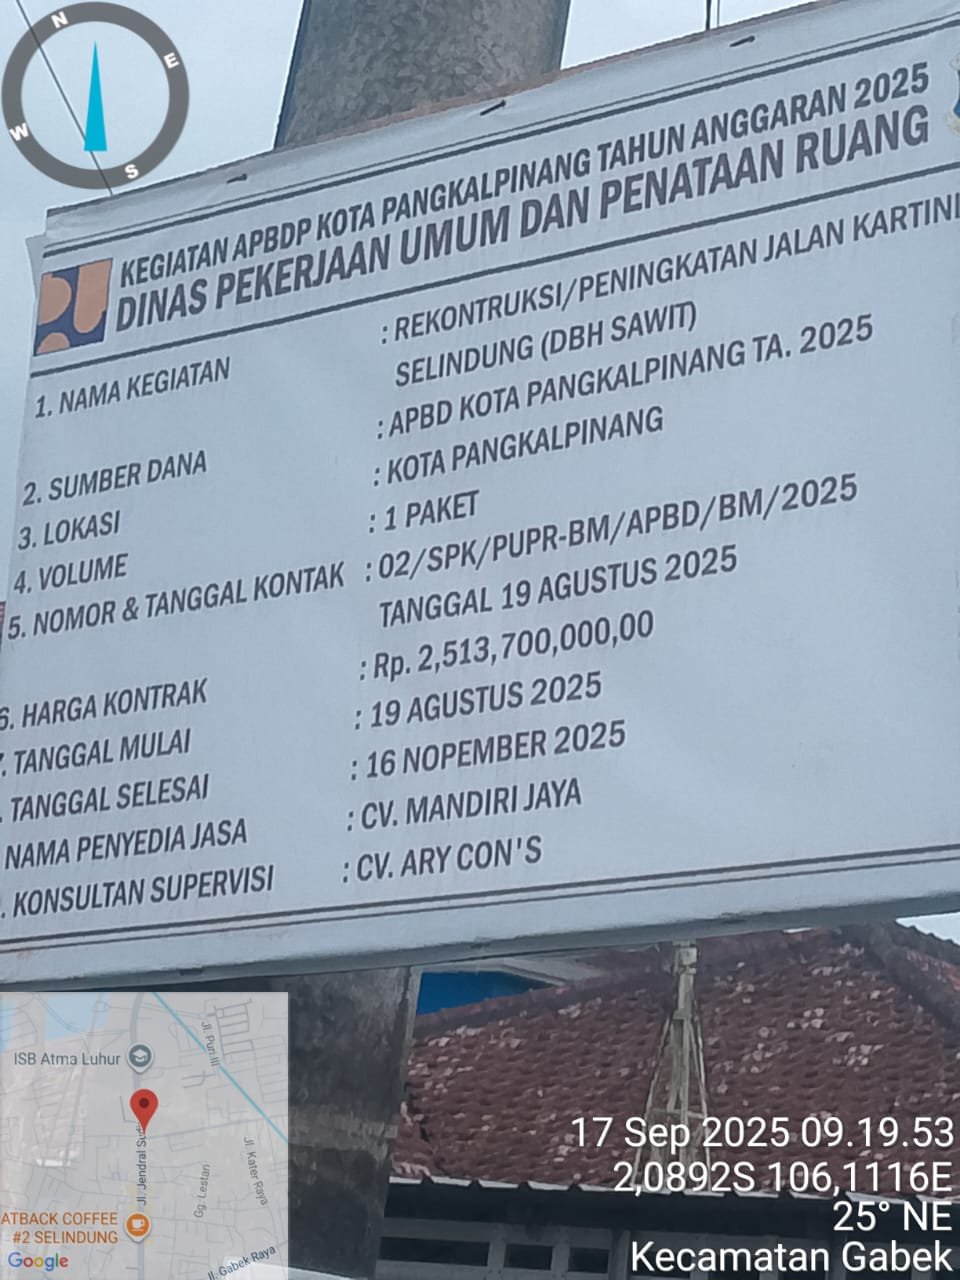 N
E
W
S
KEGIATAN APBDP KOTA PANGKALPINANG TAHUN ANGGARAN 2025
DINAS PEKERJAAN UMUM DAN PENATAAN RUANG
1. NAMA KEGIATAN : REKONTRUKSI/PENINGKATAN JALAN KARTINI
SELINDUNG (DBH SAWIT)
2. SUMBER DANA : APBD KOTA PANGKALPINANG TA. 2025
3. LOKASI : KOTA PANGKALPINANG
4. VOLUME : 1 PAKET
5. NOMOR & TANGGAL KONTAK : 02/SPK/PUPR-BM/APBD/BM/2025
TANGGAL 19 AGUSTUS 2025
6. HARGA KONTRAK : Rp. 2,513,700,000,00
. TANGGAL MULAI : 19 AGUSTUS 2025
. TANGGAL SELESAI : 16 NOPEMBER 2025
NAMA PENYEDIA JASA : CV. MANDIRI JAYA
. KONSULTAN SUPERVISI : CV. ARY CON'S
ISB Atma Luhur
Jl. Puri III
Jl. Jendral
Jl. Kater Raya
Gg. Lestari
ATBACK COFFEE
#2 SELINDUNG
Jl. Gabek Raya
Google
17 Sep 2025 09.19.53
2,0892S 106,1116E
25° NE
Kecamatan Gabek